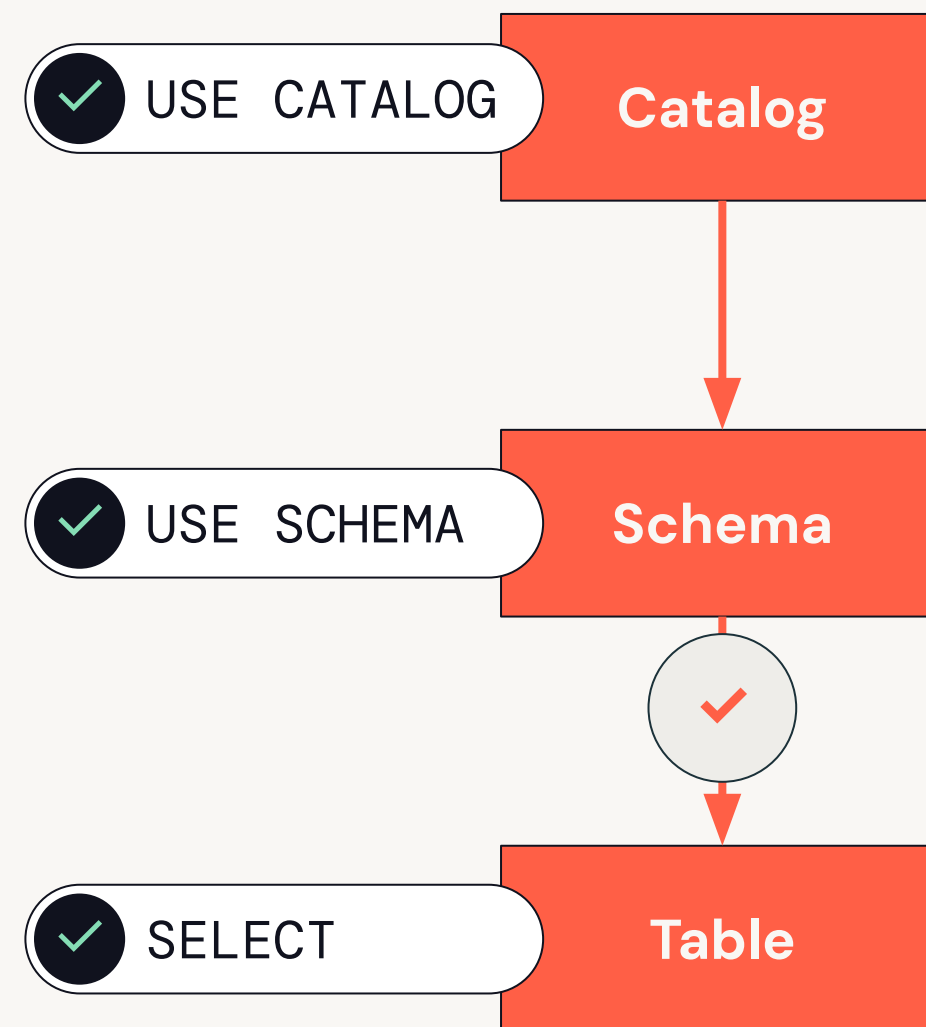 USE CATALOG
Catalog
USE SCHEMA
Schema
SELECT
Table